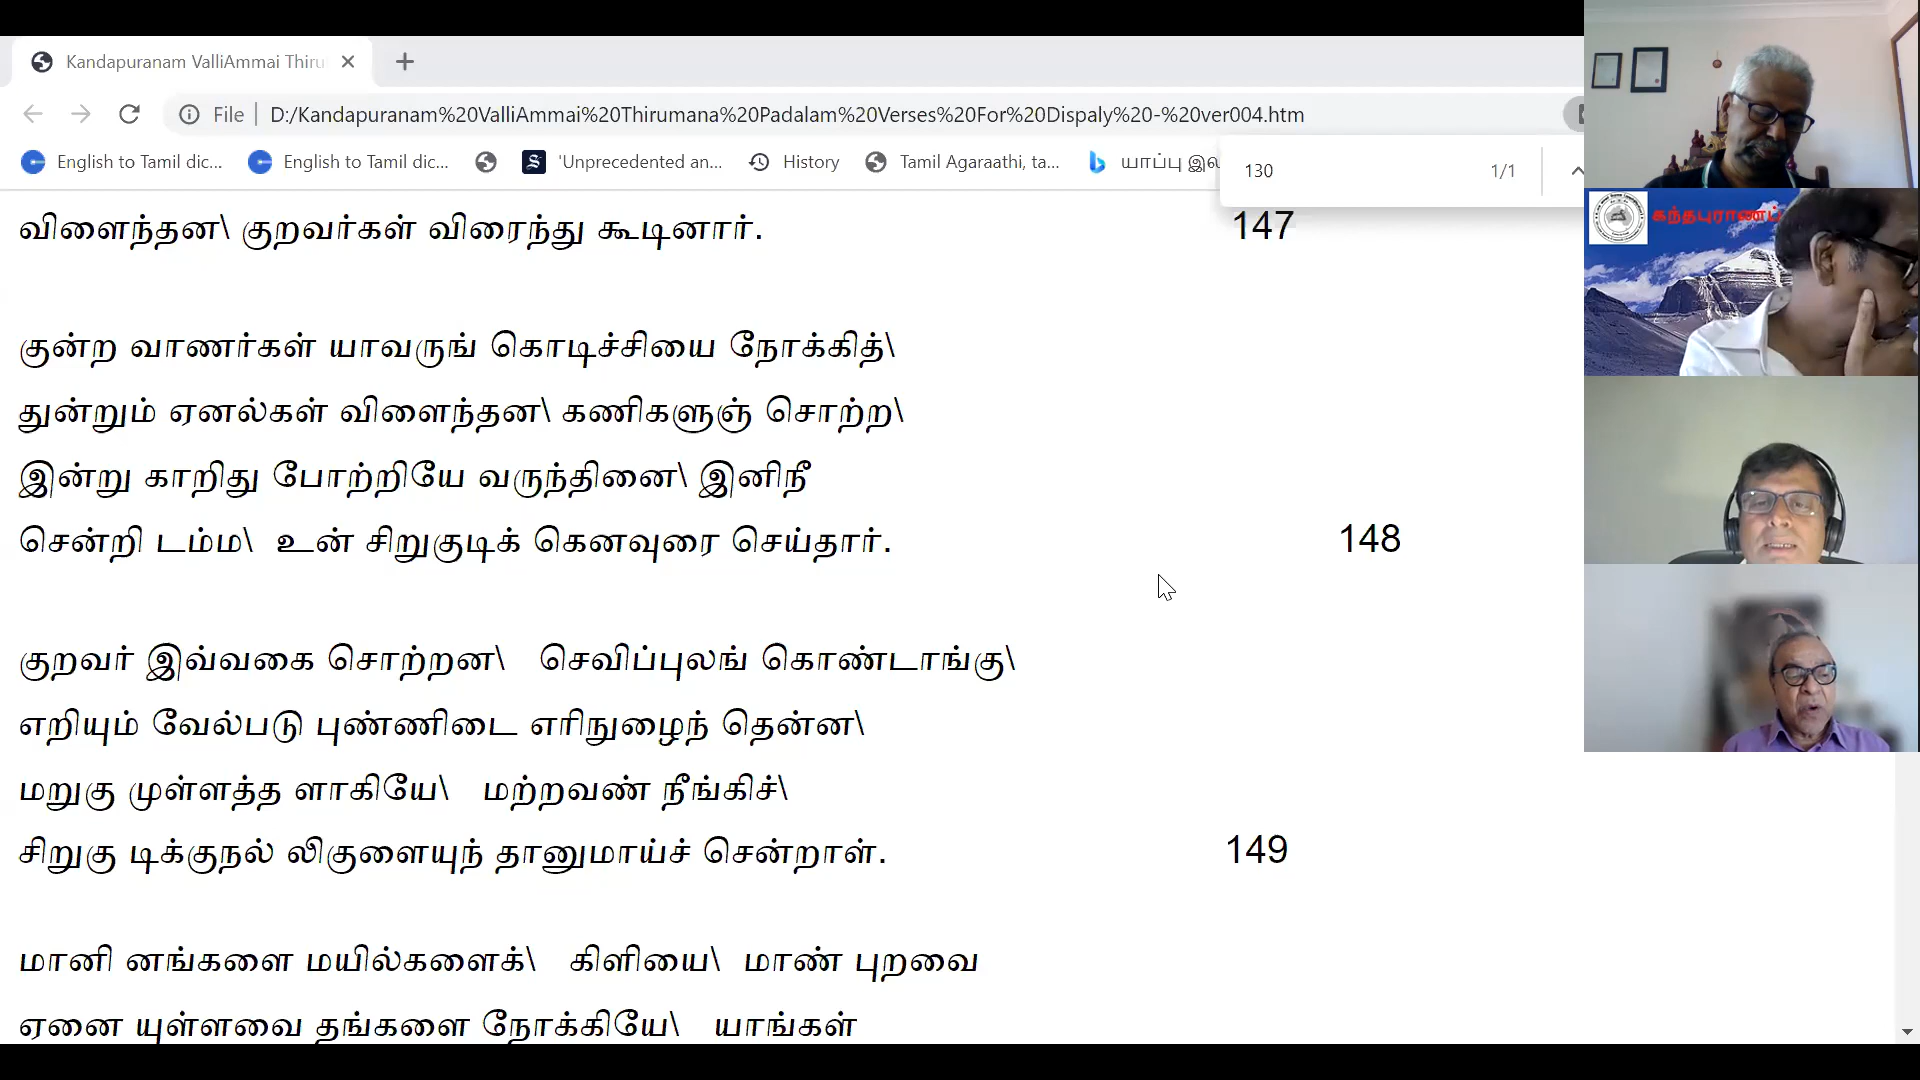 Kandapuranam ValliAmmai Thiru
File
D:/Kandapuranam%20ValliAmmai%20Thirumana%20Padalam%20Verses%20For%20Dispaly%20-%20ver004.htm
English to Tamil dic...
English to Tamil dic...
'Unprecedented an...
History
Tamil Agaraathi, ta...
யாப்பு இல
130 1/1
விளைந்தன\ குறவர்கள் விரைந்து கூடினார். 147
குன்ற வாணர்கள் யாவருங் கொடிச்சியை நோக்கித்\
துன்றும் ஏனல்கள் விளைந்தன\ கணிகளுஞ் சொற்ற\
இன்று காறிது போற்றியே வருந்தினை\ இனிநீ
சென்றி டம்ம\ உன் சிறுகுடிக் கெனவுரை செய்தார். 148
குறவர் இவ்வகை சொற்றன\ செவிப்புலங் கொண்டாங்கு\
எறியும் வேல்படு புண்ணிடை எரிநுழைந் தென்ன\
மறுகு முள்ளத்த ளாகியே\ மற்றவண் நீங்கிச்\
சிறுகு டிக்குநல் லிகுளையுந் தானுமாய்ச் சென்றாள். 149
மானி னங்களை மயில்களைக்\ கிளியை\ மாண் புறவை
ஏனை யுள்ளவை தங்களை நோக்கியே\ யாங்கள்
கந்தபுராணப்